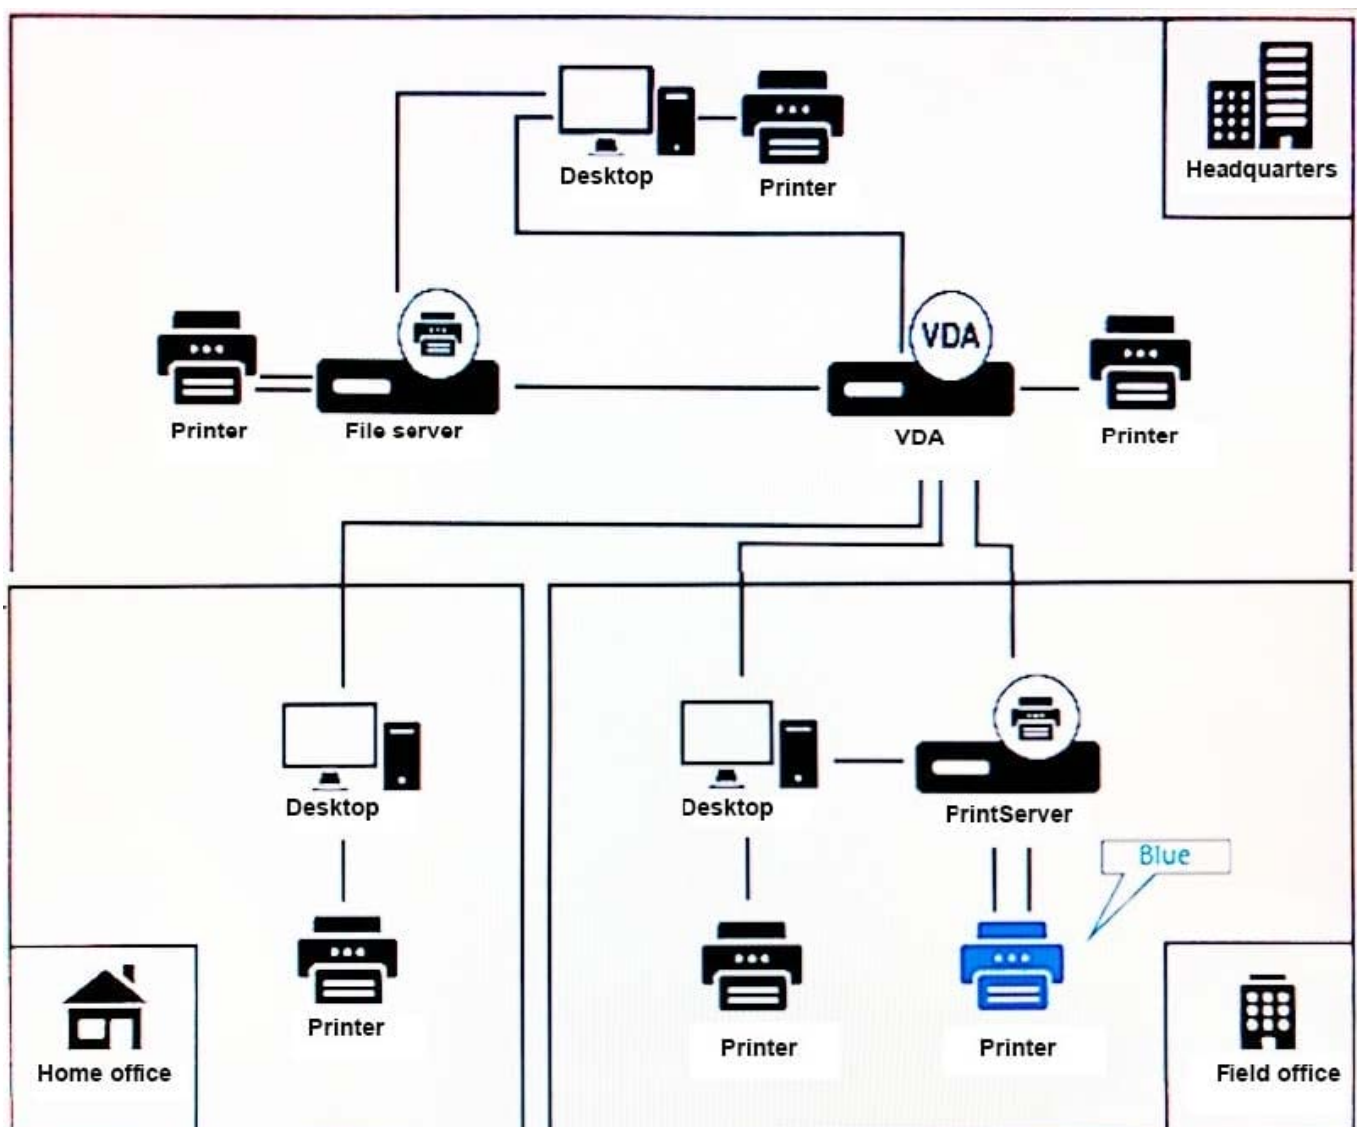 Headquarters
Desktop
Printer
VDA
Printer
File server
VDA
Printer
Desktop
FrintServer
Desktop
Blue
Printer
Printer
Printer
Home office
Field office